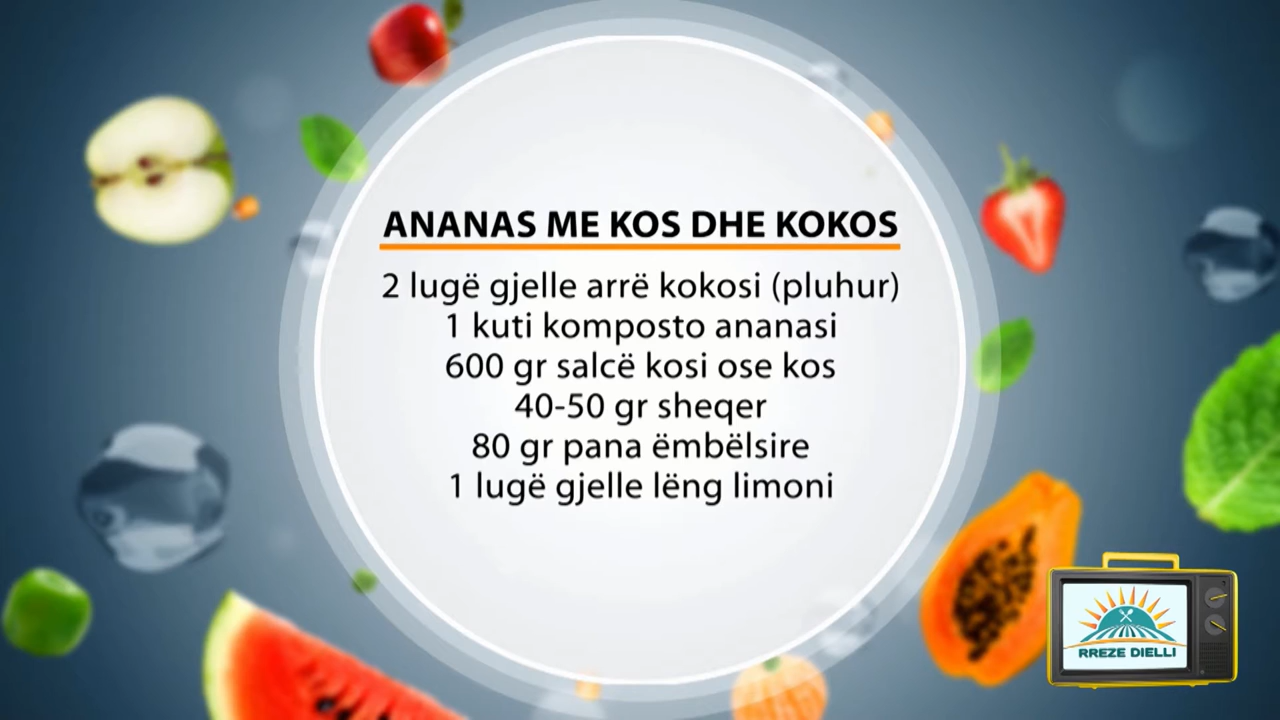 ANANAS ME KOS DHE KOKOS
2 lugë gjelle arrë kokosi (pluhur)
1 kuti komposto ananasi
600 gr salcë kosi ose kos
40-50 gr sheqer
80 gr pana ëmbëlsire
1 lugë gjelle lëng limoni
RREZE DIELLI